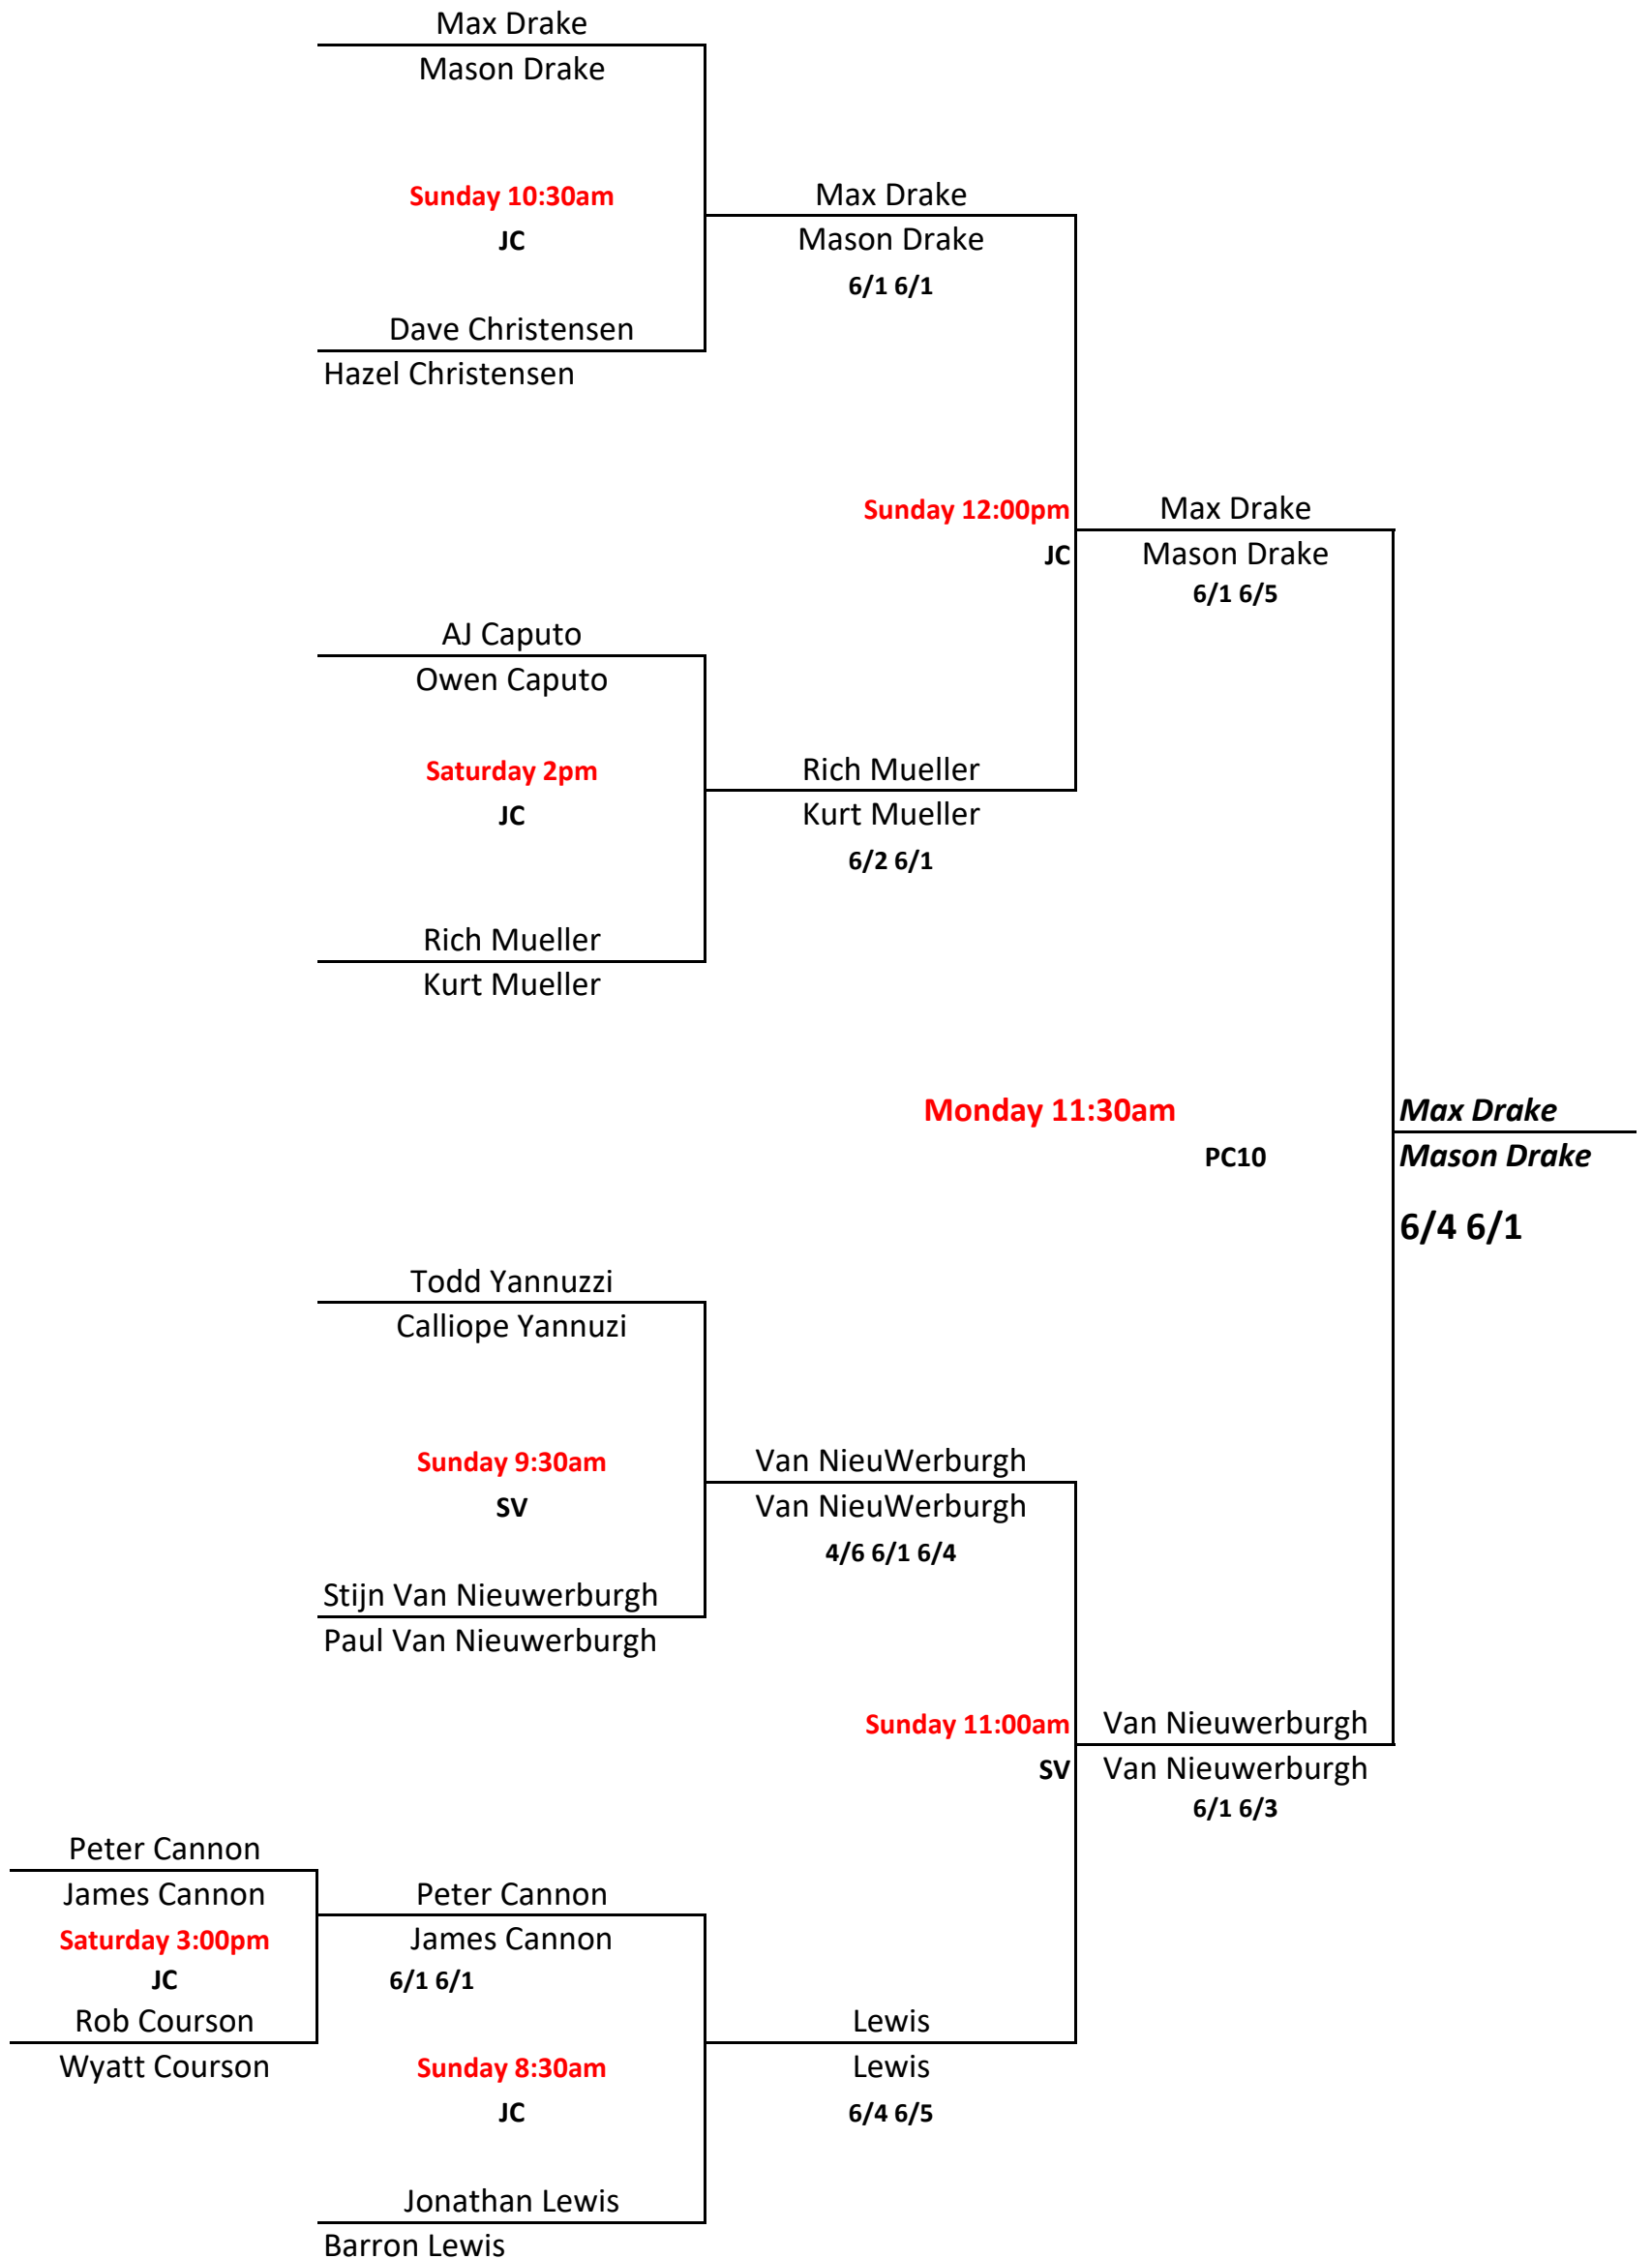 Max Drake
Mason Drake
Sunday 10:30am
JC
Max Drake
Mason Drake
6/1 6/1
Dave Christensen
Hazel Christensen
Sunday 12:00pm
JC
Max Drake
Mason Drake
6/1 6/5
AJ Caputo
Owen Caputo
Saturday 2pm
JC
Rich Mueller
Kurt Mueller
6/2 6/1
Rich Mueller
Kurt Mueller
Monday 11:30am
PC10
Max Drake
Mason Drake
6/4 6/1
Todd Yannuzzi
Calliope Yannuzi
Sunday 9:30am
SV
Van NieuWerburgh
Van NieuWerburgh
4/6 6/1 6/4
Stijn Van Nieuwerburgh
Paul Van Nieuwerburgh
Sunday 11:00am
SV
Van Nieuwerburgh
Van Nieuwerburgh
6/1 6/3
Peter Cannon
James Cannon
Saturday 3:00pm
JC
Rob Courson
Wyatt Courson
Peter Cannon
James Cannon
6/1 6/1
Sunday 8:30am
JC
Lewis
Lewis
6/4 6/5
Jonathan Lewis
Barron Lewis